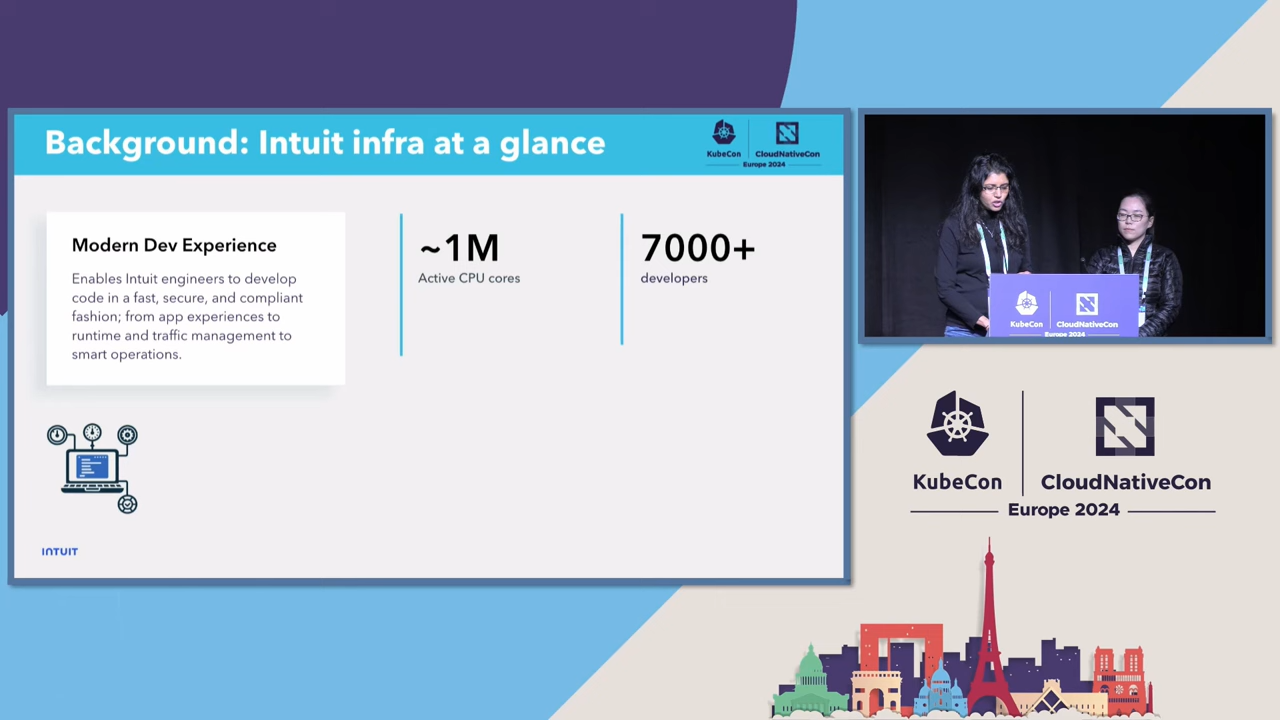 Background: Intuit infra at a glance
KubeCon
CloudNativeCon
Europe 2024
Modern Dev Experience
Enables Intuit engineers to develop
code in a fast, secure, and compliant
fashion; from app experiences to
runtime and traffic management to
smart operations.
~1M
Active CPU cores
7000+
developers
INTUIT
KubeCon
CloudNativeCon
Europe 2024
KubeCon
CloudNativeCon
Europe 2024